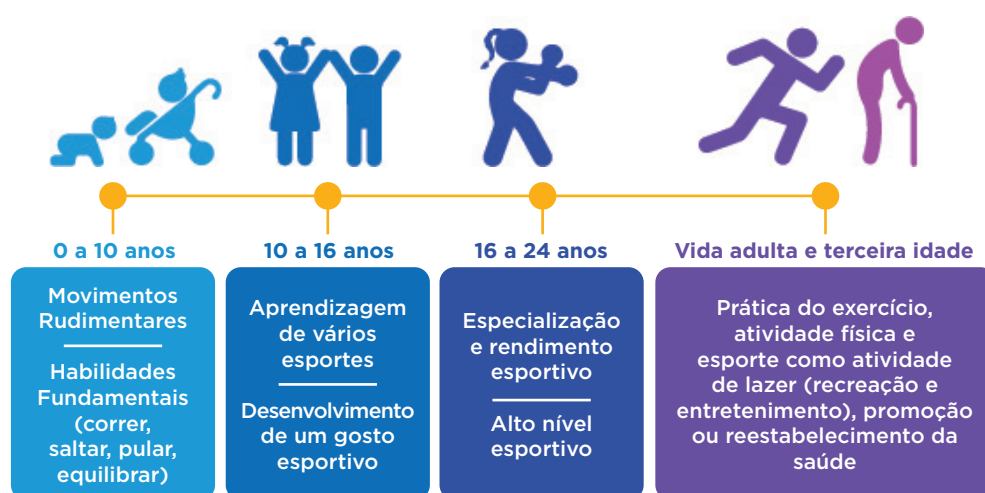 0 a 10 anos
Movimentos
Rudimentares
Habilidades
Fundamentais
(correr,
saltar, pular,
equilibrar)
10 a 16 anos
Aprendizagem
de vários
esportes
Desenvolvimento
de um gosto
esportivo
16 a 24 anos
Especialização
e rendimento
esportivo
Alto nível
esportivo
Vida adulta e terceira idade
Prática do exercício,
atividade física e
esporte como atividade
de lazer (recreação e
entretenimento), promoção
ou reestabelecimento da
saúde